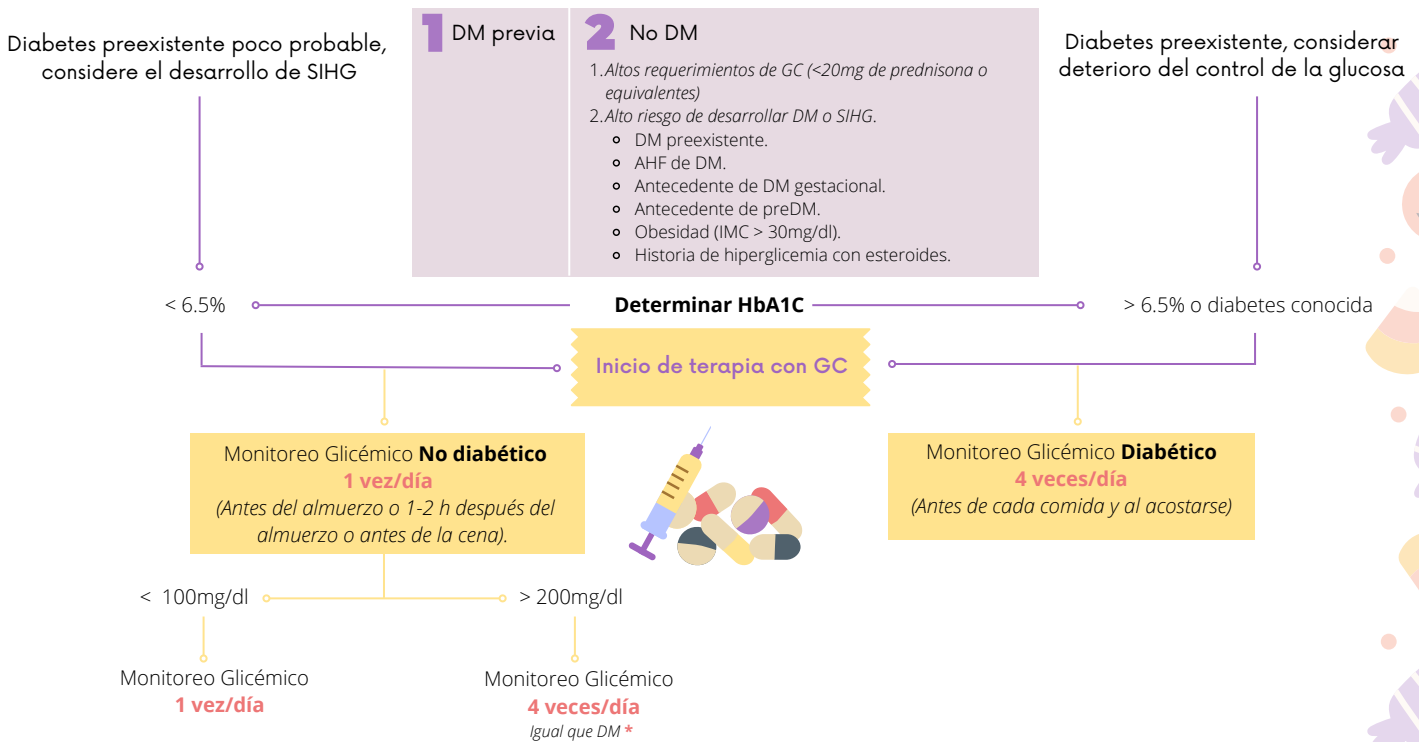 Diabetes preexistente poco probable,
considere el desarrollo de SIHG
1 DM previa
2 No DM
1.Altos requerimientos de GC (<20mg de prednisona o
equivalentes)
2.Alto riesgo de desarrollar DM o SIHG.
DM preexistente.
AHF de DM.
Antecedente de DM gestacional.
Antecedente de preDM.
Obesidad (IMC > 30mg/dl).
Historia de hiperglicemia con esteroides.
Diabetes preexistente, considerar
deterioro del control de la glucosa
< 6.5%
Determinar HbA1C
> 6.5% o diabetes conocida
Inicio de terapia con GC
Monitoreo Glicémico No diabético
1 vez/día
(Antes del almuerzo o 1-2 h después del
almuerzo o antes de la cena).
Monitoreo Glicémico Diabético
4 veces/día
(Antes de cada comida y al acostarse)
< 100mg/dl
> 200mg/dl
Monitoreo Glicémico
1 vez/día
Monitoreo Glicémico
4 veces/día
Igual que DM *